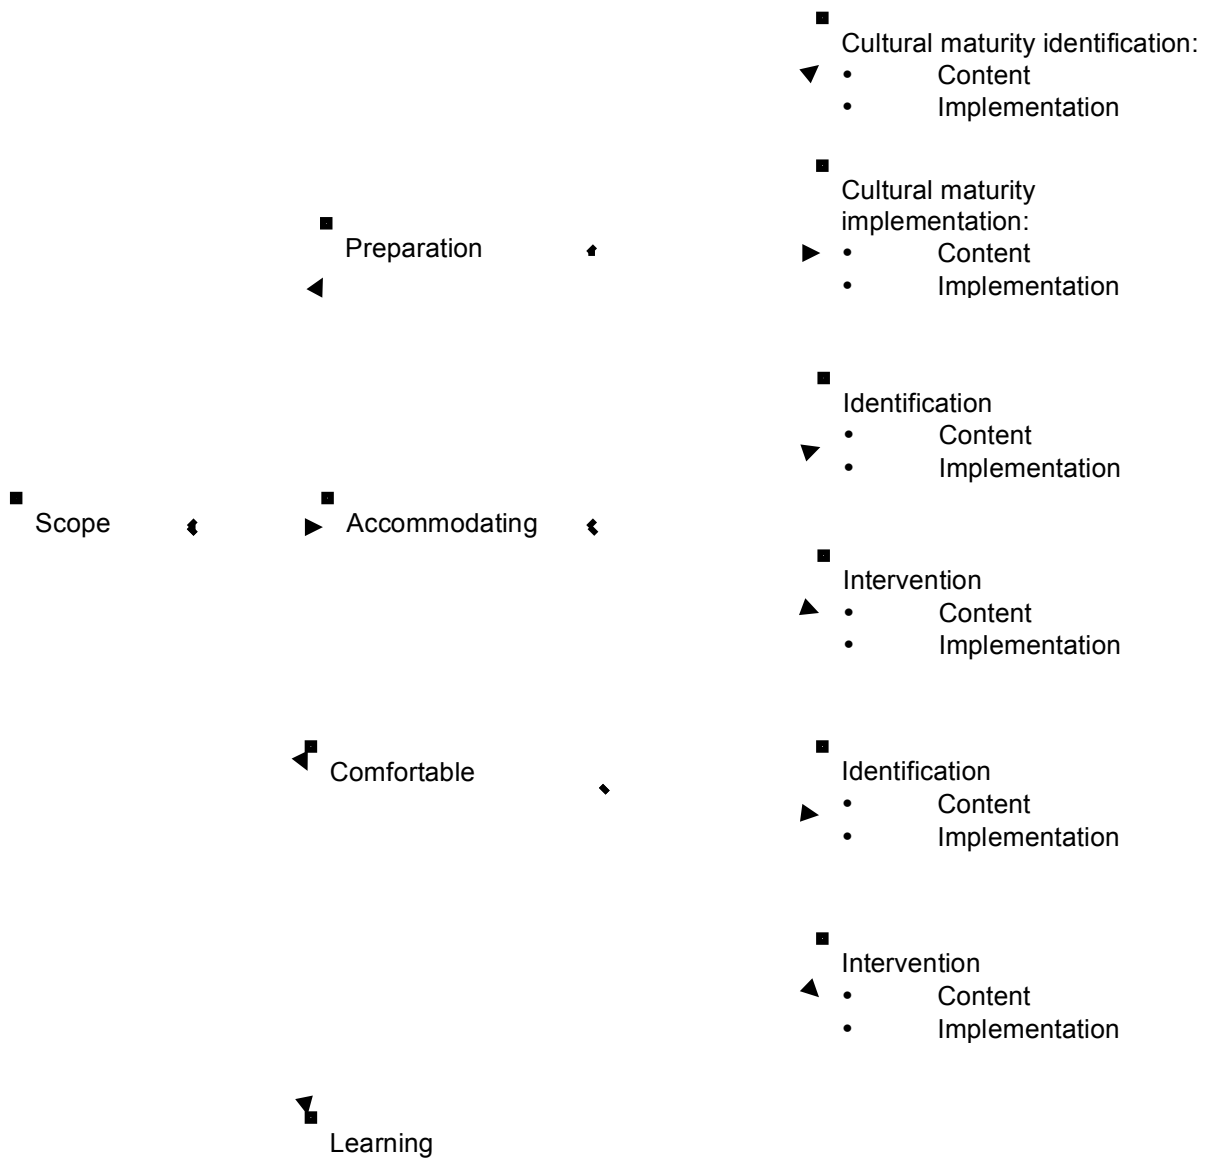 Cultural maturity identification:
• Content
• Implementation
Cultural maturity
implementation:
• Content
• Implementation
Preparation
Identification
• Content
• Implementation
Scope
Accommodating
Intervention
• Content
• Implementation
Comfortable
Identification
• Content
• Implementation
Intervention
• Content
• Implementation
Learning